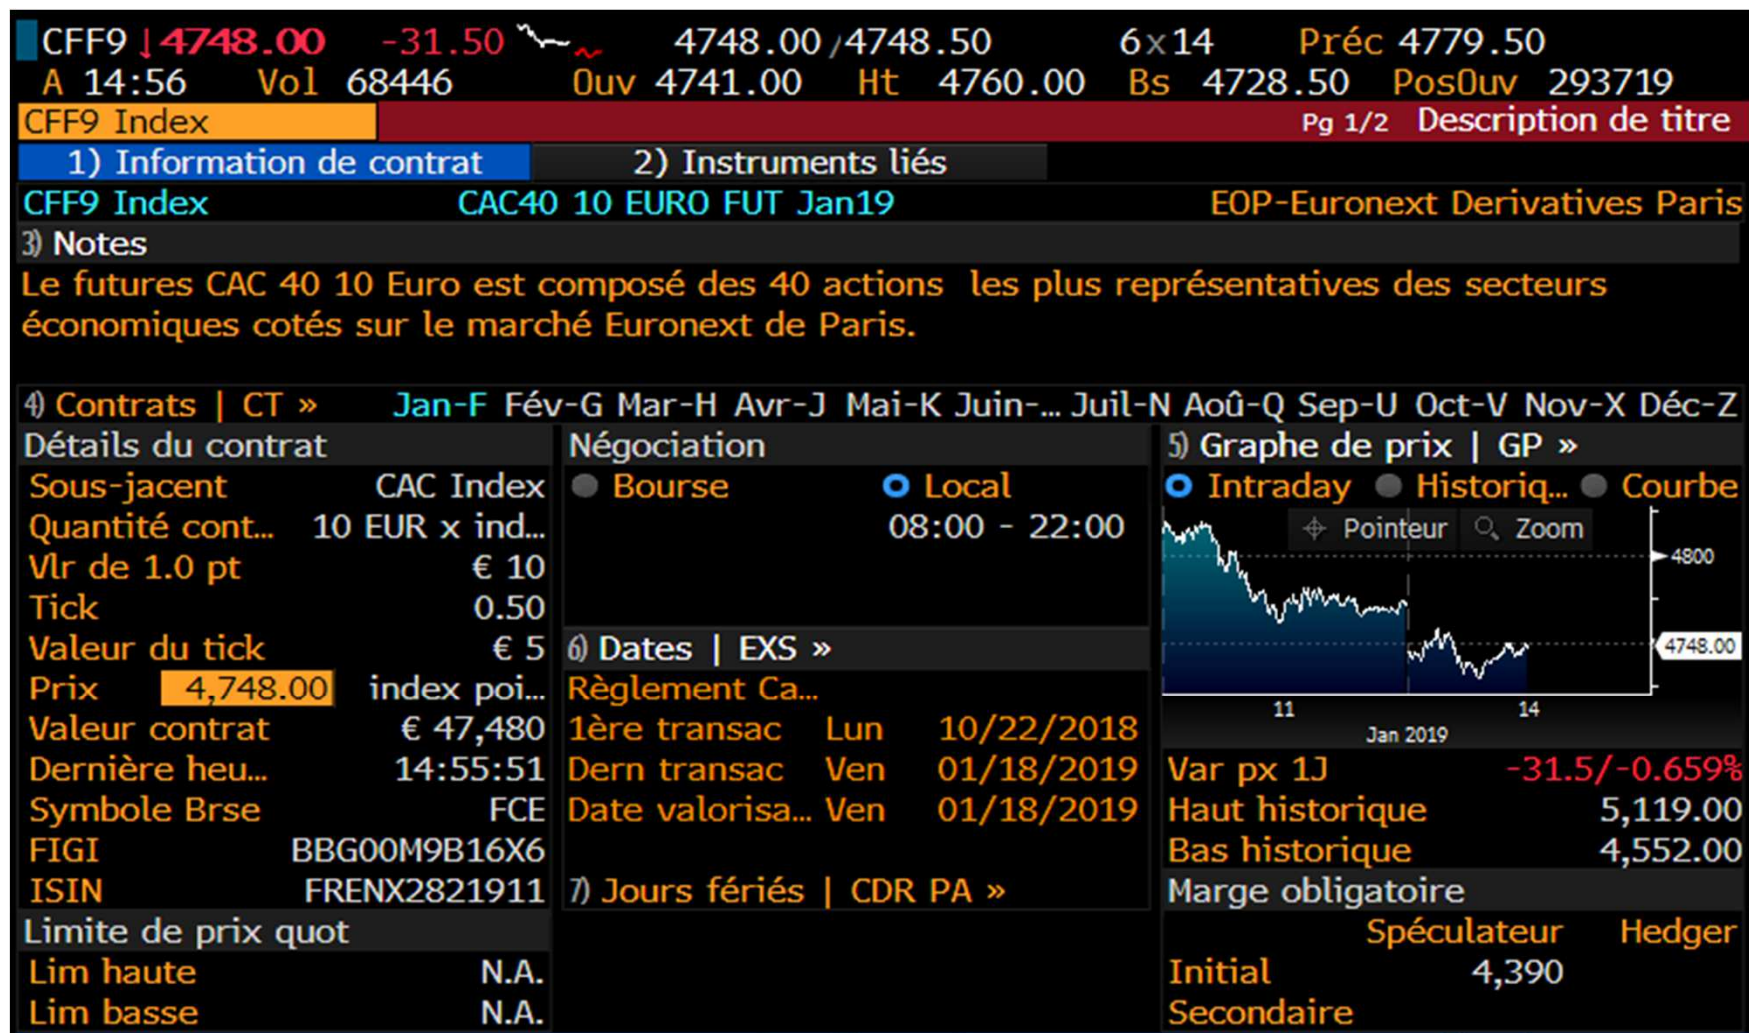 CFF9 ↓4748.00 -31.50 4748.00/4748.50 6x14 Préc 4779.50
A 14:56 Vol 68446 Ouv 4741.00 Ht 4760.00 Bs 4728.50 PosOuv 293719
CFF9 Index Pg 1/2 Description de titre
1) Information de contrat 2) Instruments liés
CFF9 Index CAC40 10 EURO FUT Jan19 EOP-Euronext Derivatives Paris
3) Notes
Le futures CAC 40 10 Euro est composé des 40 actions les plus représentatives des secteurs
économiques cotés sur le marché Euronext de Paris.
4) Contrats | CT » Jan-F Fév-G Mar-H Avr-J Mai-K Juin-... Juil-N Aoû-Q Sep-U Oct-V Nov-X Déc-Z
Détails du contrat
Sous-jacent CAC Index
Quantité cont... 10 EUR x ind...
Vlr de 1.0 pt € 10
Tick 0.50
Valeur du tick € 5
Prix 4,748.00 index poi...
Valeur contrat € 47,480
Dernière heu... 14:55:51
Symbole Brse FCE
FIGI BBG00M9B16X6
ISIN FRENX2821911
Limite de prix quot
Lim haute N.A.
Lim basse N.A.
Négociation
Bourse Local
08:00 - 22:00
6) Dates | EXS »
Règlement Ca...
1ère transac Lun 10/22/2018
Dern transac Ven 01/18/2019
Date valorisa... Ven 01/18/2019
7) Jours fériés | CDR PA »
5) Graphe de prix | GP »
Intraday Historiq... Courbe
Pointeur Zoom
4800
4748.00
11 14
Jan 2019
Var px 1J -31.5/-0.659%
Haut historique 5,119.00
Bas historique 4,552.00
Marge obligatoire
Spéculateur Hedger
Initial 4,390
Secondaire